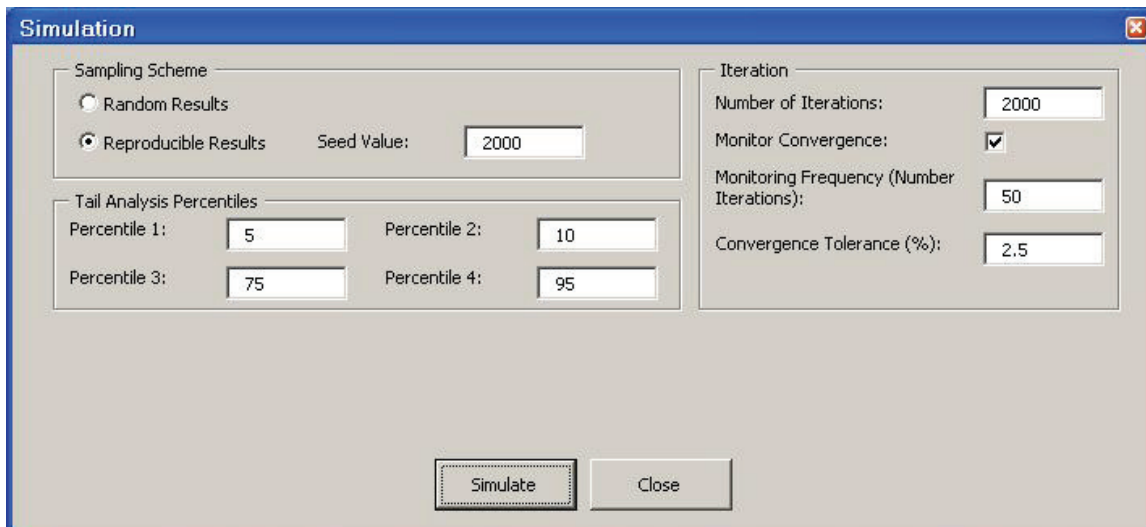 Simulation
Sampling Scheme
Random Results
Reproducible Results Seed Value: 2000
Tail Analysis Percentiles
Percentile 1: 5 Percentile 2: 10
Percentile 3: 75 Percentile 4: 95
Iteration
Number of Iterations: 2000
Monitor Convergence:
Monitoring Frequency (Number
Iterations): 50
Convergence Tolerance (%): 2.5
Simulate Close